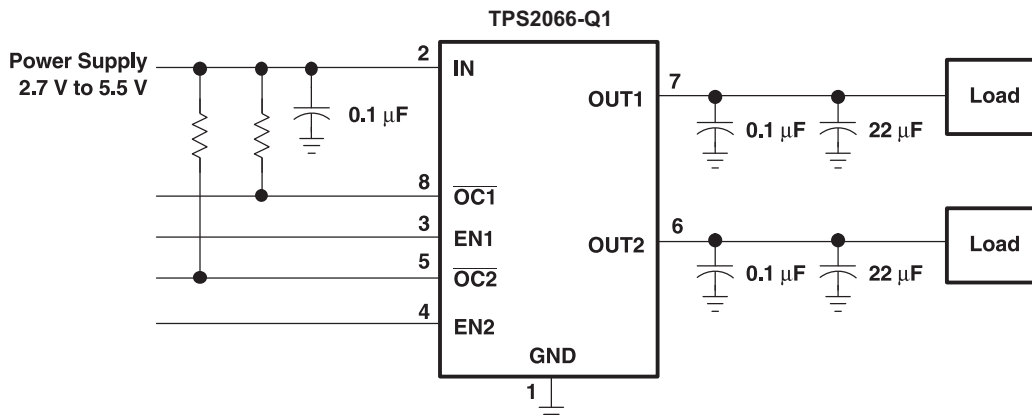 TPS2066-Q1
Power Supply
2.7 V to 5.5 V
2
IN
0.1 μF
OUT1
7
0.1 μF
22 μF
Load
8
OC1
3
EN1
5
OC2
4
EN2
OUT2
6
0.1 μF
22 μF
Load
GND
1